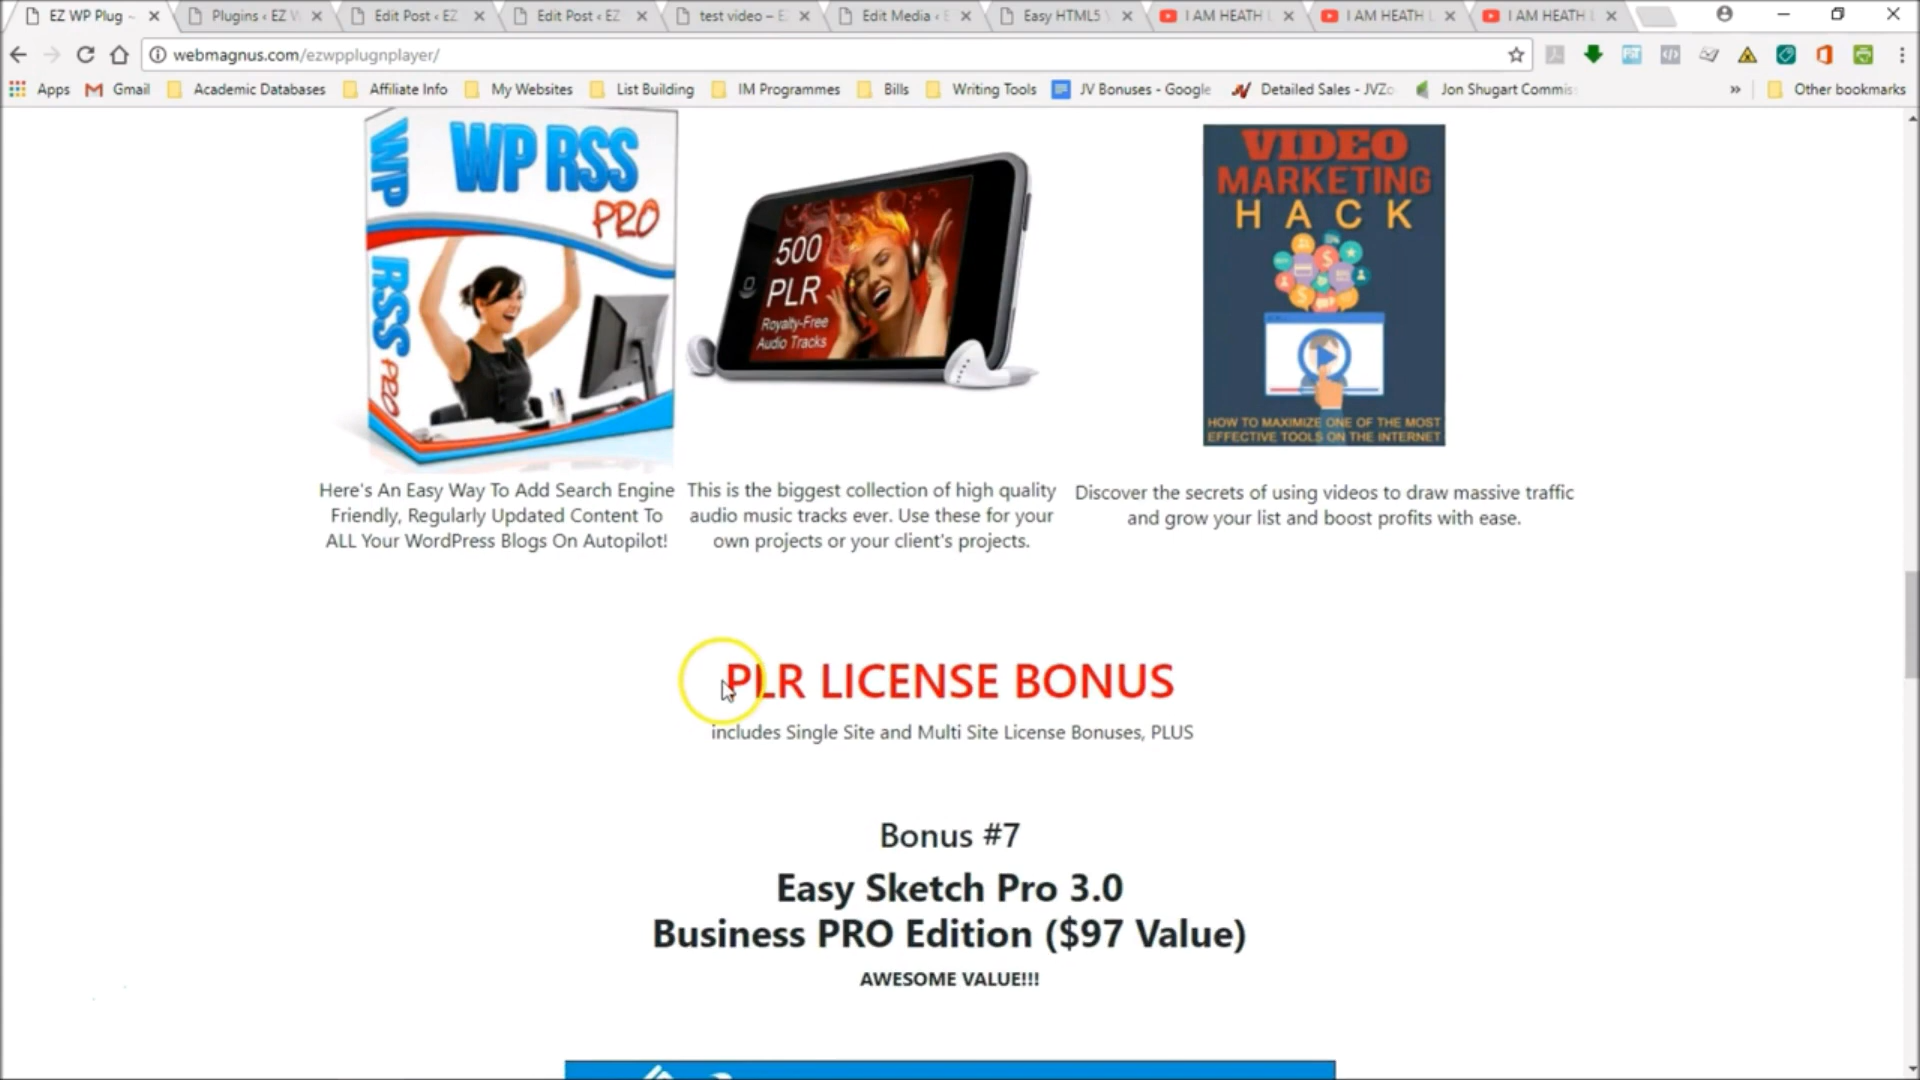 EZ WP Plug ~
Plugins ‹ EZ W
Edit Post ‹ EZ
Edit Post ‹ EZ
test video – E
Edit Media ‹ E
Easy HTML5 V
I AM HEATH L
I AM HEATH L
I AM HEATH L
webmagnus.com/ezwpplugnplayer/
Apps
Gmail
Academic Databases
Affiliate Info
My Websites
List Building
IM Programmes
Bills
Writing Tools
JV Bonuses - Google
Detailed Sales - JVZo
Jon Shugart Commis
»
Other bookmarks
WP
WP RSS
PRO
RSS
PRO
500
PLR
Royalty-Free
Audio Tracks
VIDEO
MARKETING
HACK
HOW TO MAXIMIZE ONE OF THE MOST
EFFECTIVE TOOLS ON THE INTERNET
Here's An Easy Way To Add Search Engine
Friendly, Regularly Updated Content To
ALL Your WordPress Blogs On Autopilot!
This is the biggest collection of high quality
audio music tracks ever. Use these for your
own projects or your client's projects.
Discover the secrets of using videos to draw massive traffic
and grow your list and boost profits with ease.
PLR LICENSE BONUS
includes Single Site and Multi Site License Bonuses, PLUS
Bonus #7
Easy Sketch Pro 3.0
Business PRO Edition ($97 Value)
AWESOME VALUE!!!